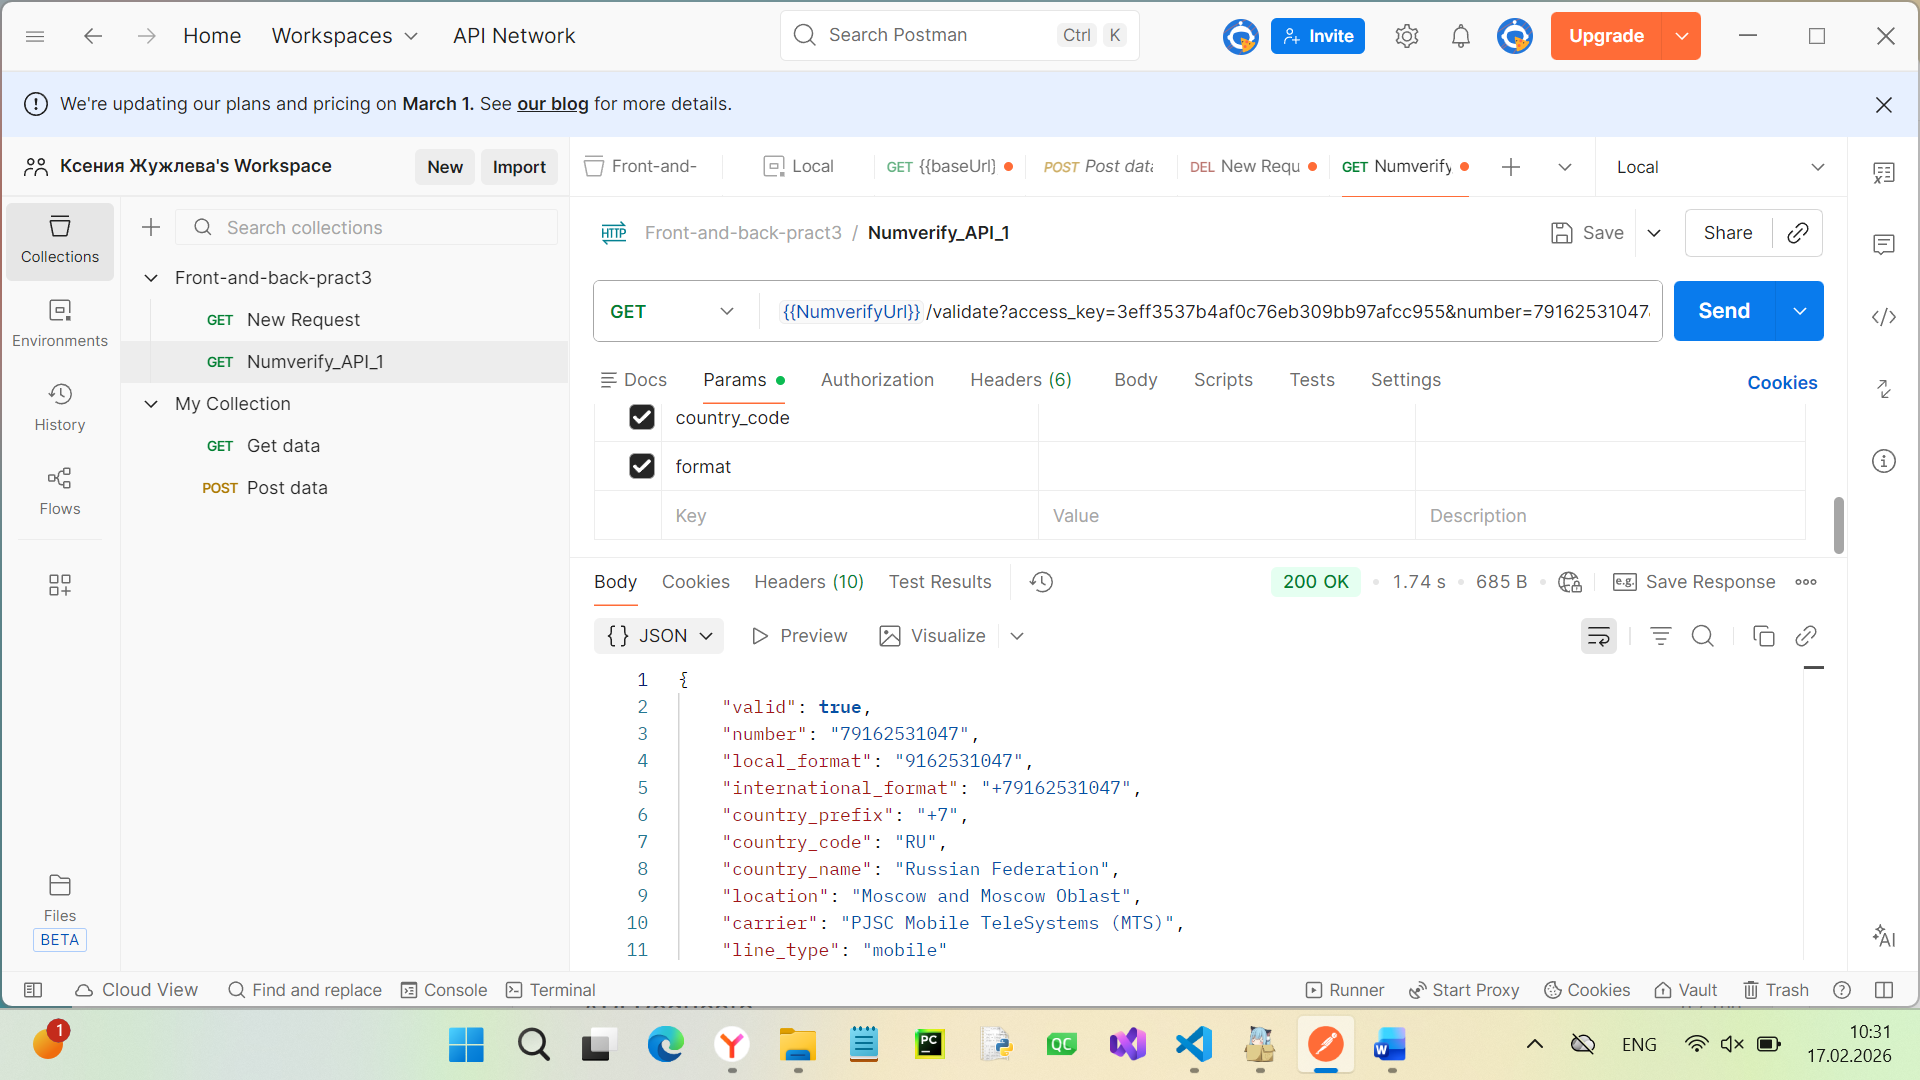 Home Workspaces API Network Search Postman Ctrl K Invite Upgrade
We're updating our plans and pricing on March 1. See our blog for more details.
Ксения Жужлева's Workspace New Import
Front-and- Local GET {{baseUrl} POST Post data DEL New Requ GET Numverify Local
Collections
Search collections
Front-and-back-pract3 / Numverify_API_1 Save Share
Front-and-back-pract3
GET New Request
GET Numverify_API_1
My Collection
GET Get data
POST Post data
Environments
History
Flows
Files
BETA
GET {{NumverifyUrl}} /validate?access_key=3eff3537b4af0c76eb309bb97afcc955&number=79162531047 Send
Docs Params Authorization Headers (6) Body Scripts Tests Settings Cookies
country_code
format
Key Value Description
Body Cookies Headers (10) Test Results 200 OK 1.74 s 685 B e.g. Save Response
{} JSON Preview Visualize
1 {
2 "valid": true,
3 "number": "79162531047",
4 "local_format": "9162531047",
5 "international_format": "+79162531047",
6 "country_prefix": "+7",
7 "country_code": "RU",
8 "country_name": "Russian Federation",
9 "location": "Moscow and Moscow Oblast",
10 "carrier": "PJSC Mobile TeleSystems (MTS)",
11 "line_type": "mobile"
AI
Cloud View Find and replace Console Terminal Runner Start Proxy Cookies Vault Trash
1 PC QC W ENG 10:31
17.02.2026